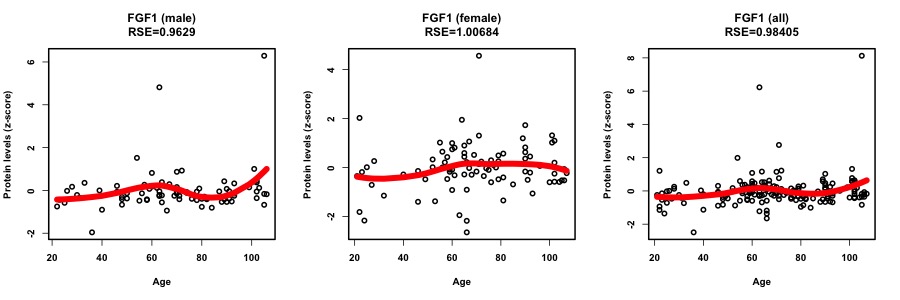 FGF1 (male)
RSE=0.9629
Protein levels (z-score)
6
4
2
0
-2
20 40 60 80 100
Age
FGF1 (female)
RSE=1.00684
Protein levels (z-score)
4
2
0
-2
20 40 60 80 100
Age
FGF1 (all)
RSE=0.98405
Protein levels (z-score)
8
6
4
2
0
-2
20 40 60 80 100
Age